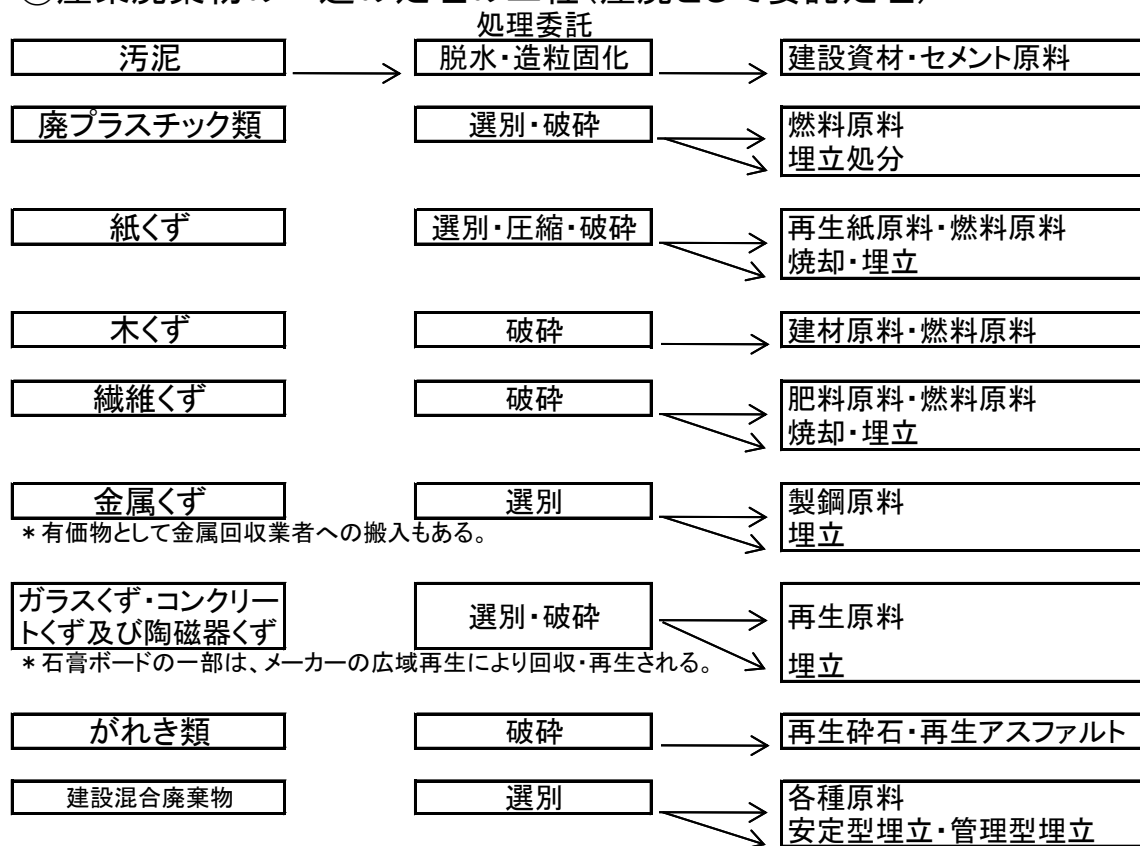 処理委託
汚泥 脱水・造粒固化 建設資材・セメント原料
廃プラスチック類 選別・破砕 燃料原料
埋立処分
紙くず 選別・圧縮・破砕 再生紙原料・燃料原料
焼却・埋立
木くず 破砕 建材原料・燃料原料
繊維くず 破砕 肥料原料・燃料原料
焼却・埋立
金属くず 選別 製鋼原料
埋立
＊有価物として金属回収業者への搬入もある。
ガラスくず・コンクリー
トくず及び陶磁器くず
選別・破砕 再生原料
埋立
＊石膏ボードの一部は、メーカーの広域再生により回収・再生される。
がれき類 破砕 再生砕石・再生アスファルト
建設混合廃棄物 選別 各種原料
安定型埋立・管理型埋立